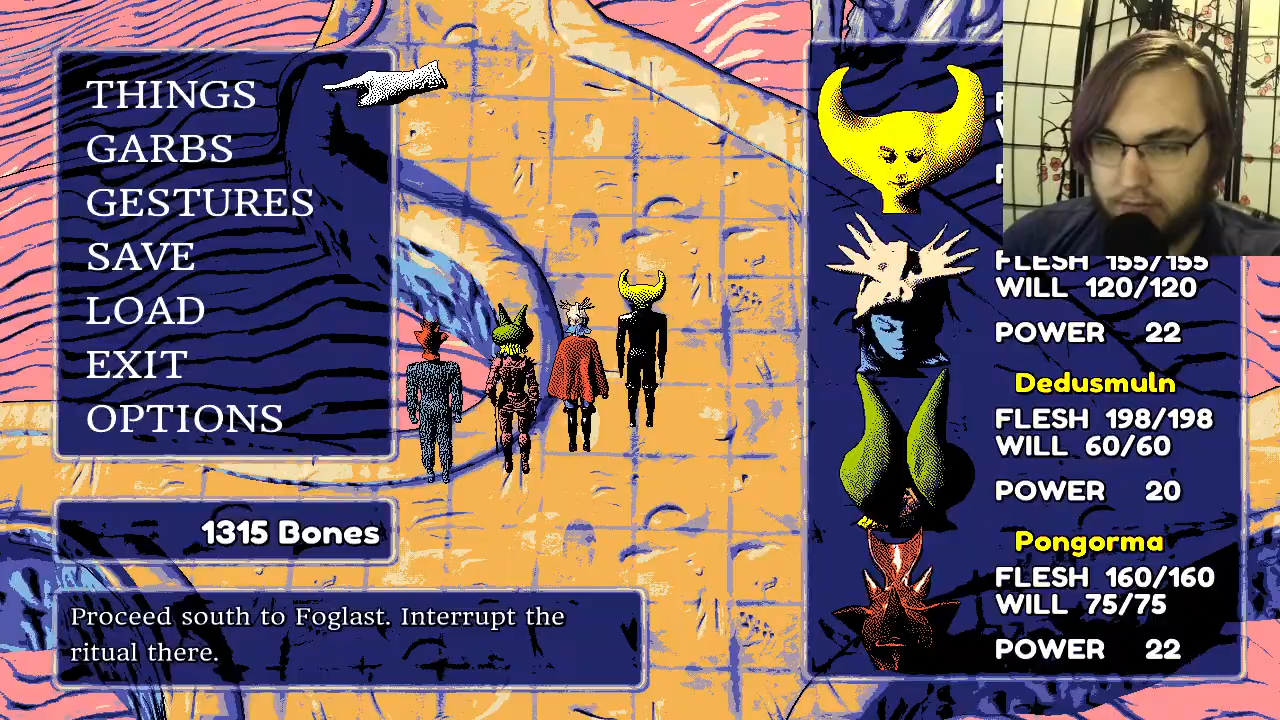 THINGS
GARBS
GESTURES
SAVE
LOAD
EXIT
OPTIONS
1315 Bones
Proceed south to Foglast. Interrupt the
ritual there.
FLESH 155/155
WILL 120/120
POWER 22
Dedusmuln
FLESH 198/198
WILL 60/60
POWER 20
Pongorma
FLESH 160/160
WILL 75/75
POWER 22